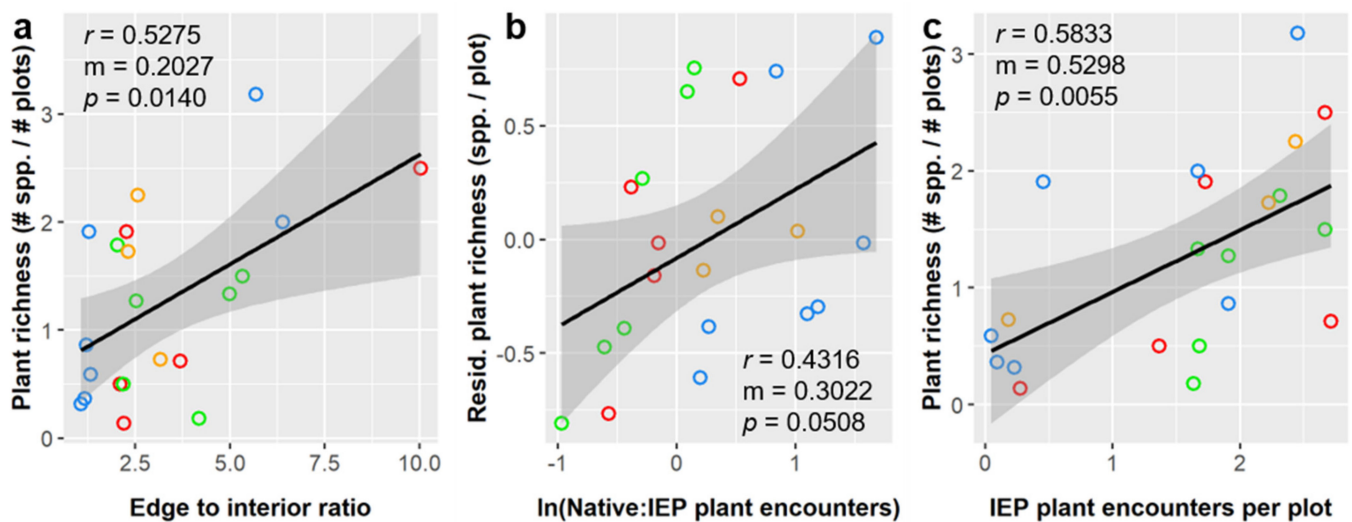 a
r = 0.5275
m = 0.2027
p = 0.0140
Plant richness (# spp. / # plots)
3
2
1
0
2.5 5.0 7.5 10.0
Edge to interior ratio
b
Resid. plant richness (spp. / plot)
0.5
0.0
-0.5
r = 0.4316
m = 0.3022
p = 0.0508
-1 0 1
ln(Native:IEP plant encounters)
c
r = 0.5833
m = 0.5298
p = 0.0055
Plant richness (# spp. / # plots)
3
2
1
0
0 1 2
IEP plant encounters per plot